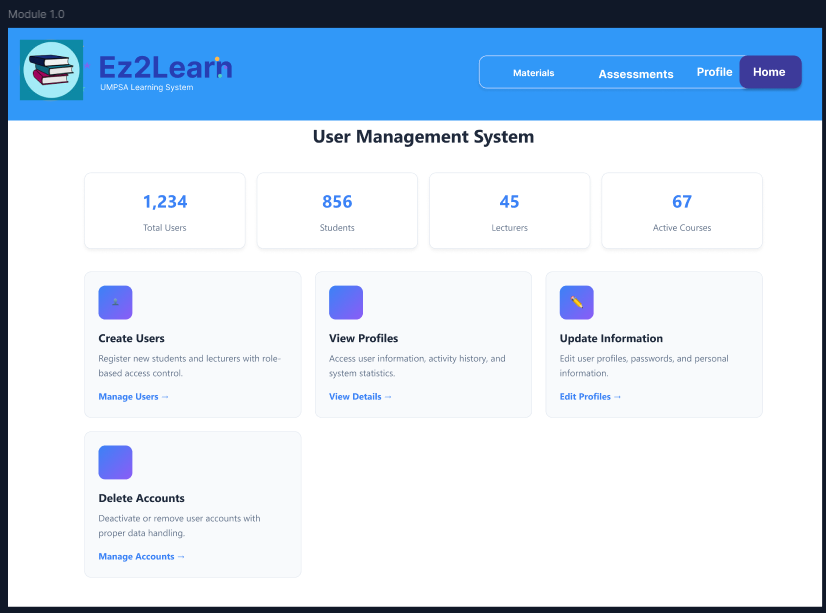 Module 1.0
Ez2Learn
UMPSA Learning System
Materials
Assessments
Profile
Home
User Management System
1,234
Total Users
856
Students
45
Lecturers
67
Active Courses
Create Users
Register new students and lecturers with role-
based access control.
Manage Users →
View Profiles
Access user information, activity history, and
system statistics.
View Details →
Update Information
Edit user profiles, passwords, and personal
information.
Edit Profiles →
Delete Accounts
Deactivate or remove user accounts with
proper data handling.
Manage Accounts →